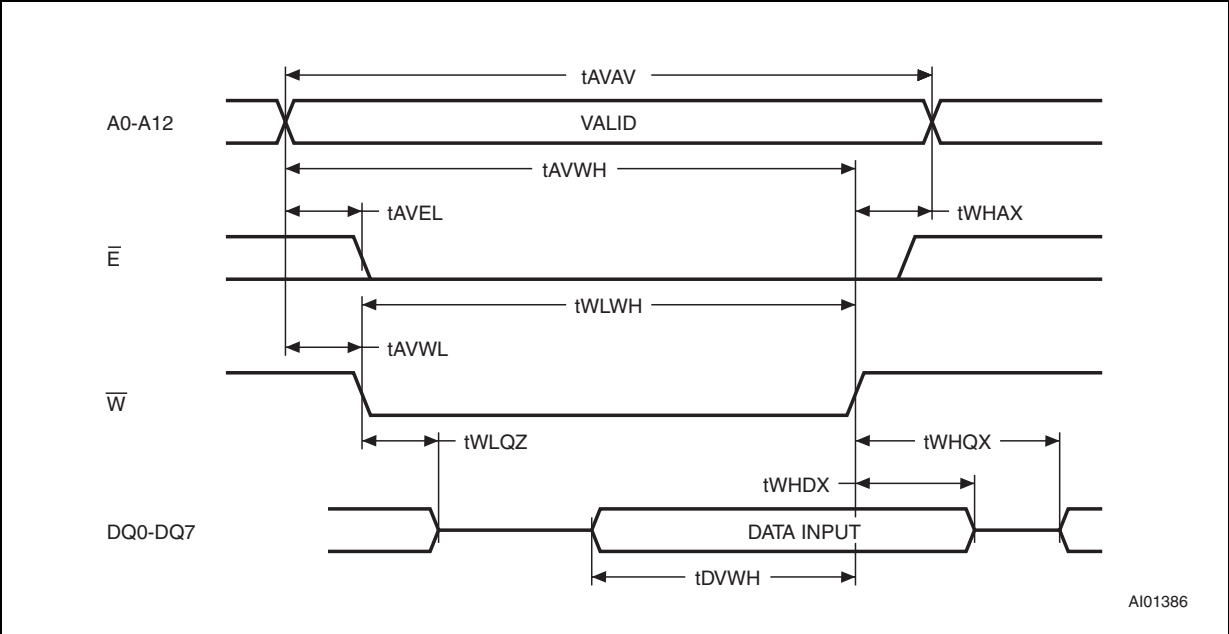 tAVAV
A0-A12
VALID
tAVWH
tAVEL
tWHAX
E̅
tWLWH
tAVWL
W̅
tWLQZ
tWHQX
tWHDX
DQ0-DQ7
DATA INPUT
tDVWH
AI01386